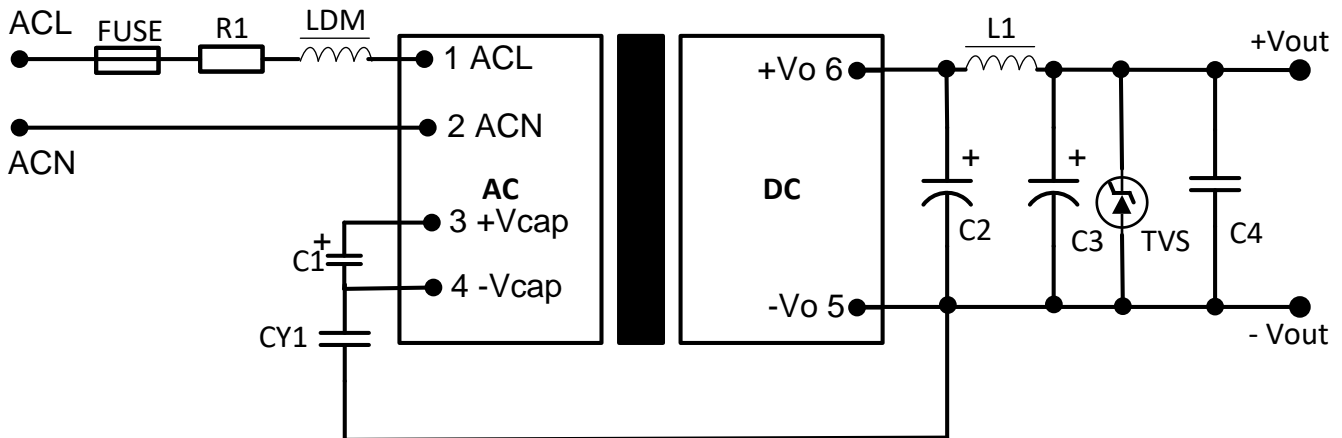 ACL
FUSE
R1
LDM
L1
+Vout
1 ACL
+Vo 6
2 ACN
ACN
AC
DC
+
+
3 +Vcap
+
C1
C2
C3
TVS
C4
4 -Vcap
-Vo 5
CY1
- Vout